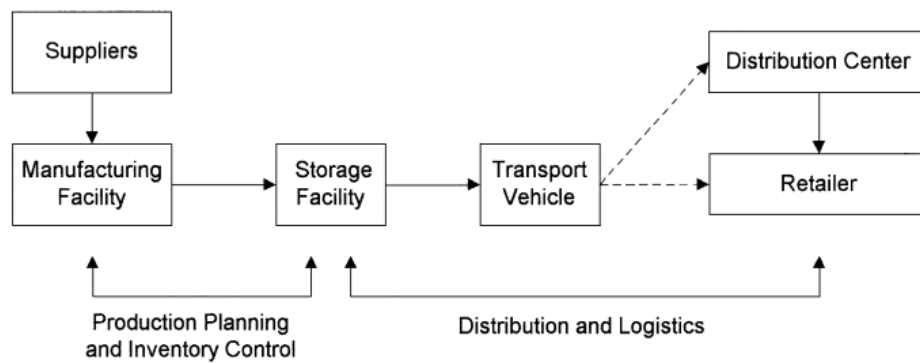 Suppliers
Distribution Center
Manufacturing
Facility
Storage
Facility
Transport
Vehicle
Retailer
Production Planning
and Inventory Control
Distribution and Logistics